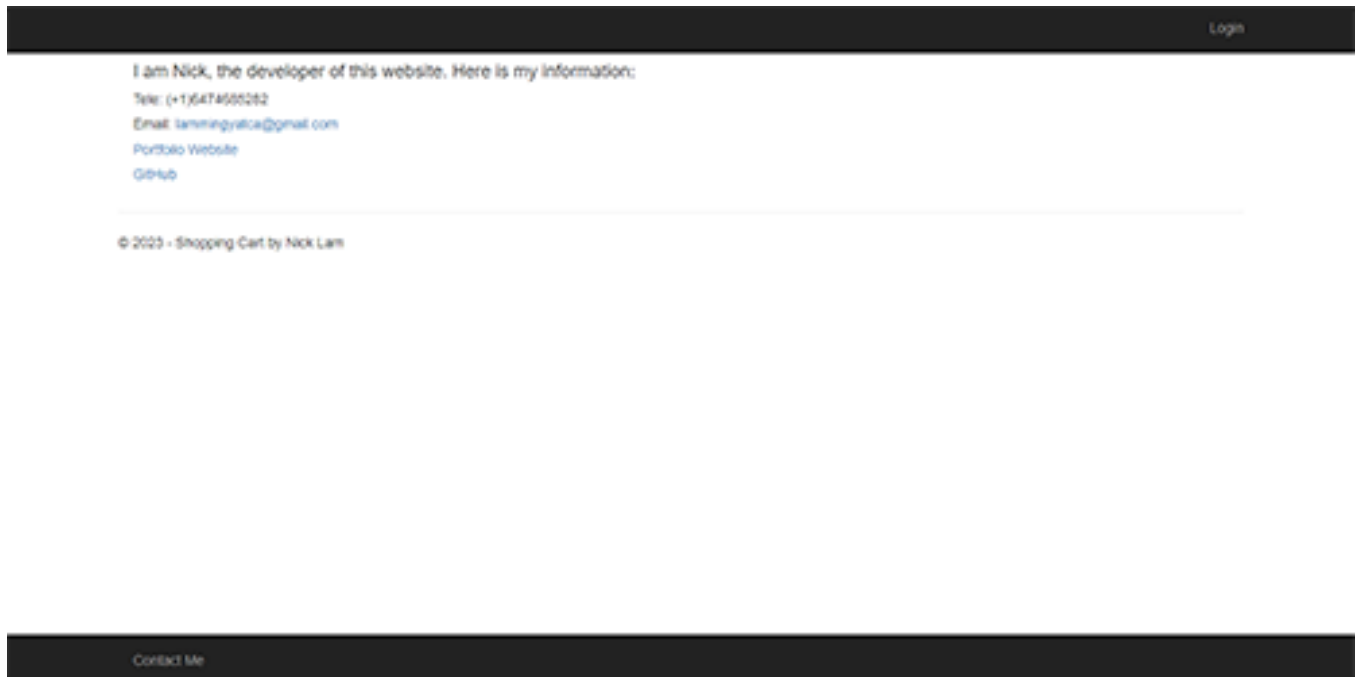 Login
I am Nick, the developer of this website. Here is my information:
Tele:
Email:
Portfolio Website
GitHub
© 2023 - Shopping Cart by Nick Lam
Contact Me